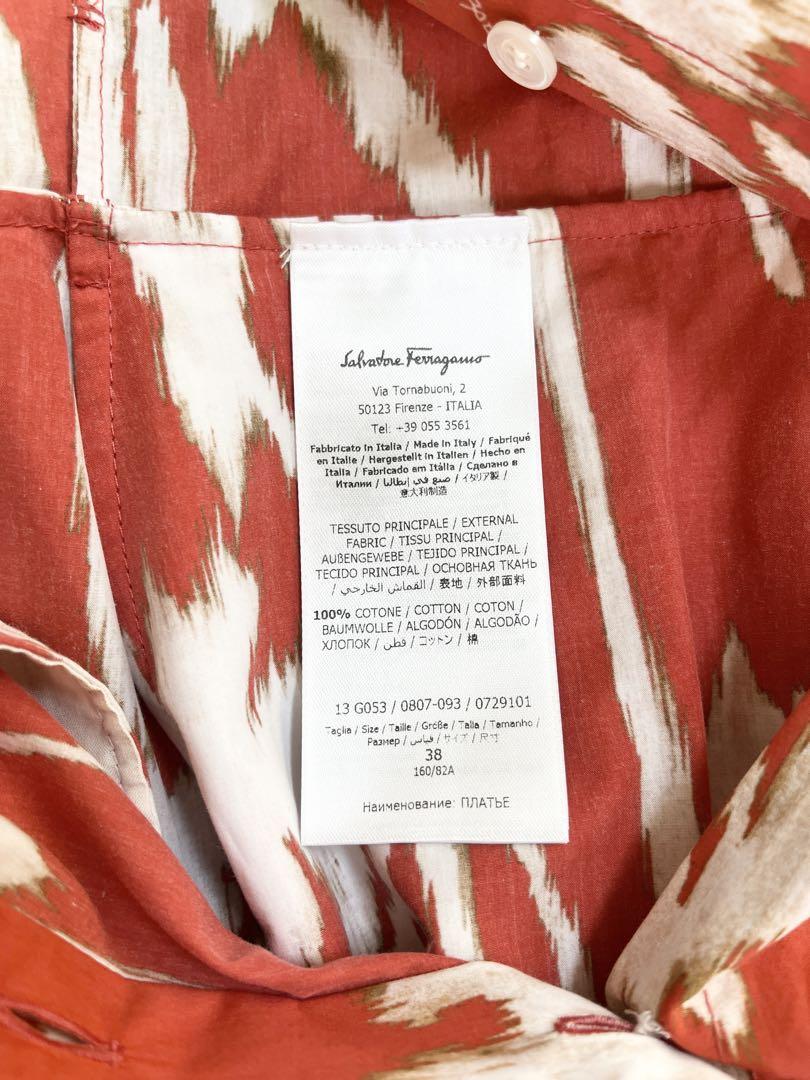 Salvatore Ferragamo
Via Tornabuoni, 2
50123 Firenze - ITALIA
Tel: +39 055 3561
Fabbricato in Italia / Made in Italy / Fabriqué
en Italie / Hergestellt in Italien / Hecho en
Italia / Fabricado em Itália / Сделано в
Италии / صنع في إيطاليا / イタリア製 /
意大利制造
TESSUTO PRINCIPALE / EXTERNAL
FABRIC / TISSU PRINCIPAL /
AUßENGEWEBE / TEJIDO PRINCIPAL /
TECIDO PRINCIPAL / ОСНОВНАЯ ТКАНЬ
/ القماش الخارجي / 表地 / 外部面料
100% COTONE / COTTON / COTON /
BAUMWOLLE / ALGODÓN / ALGODÃO /
ХЛОПОК / قطن / コットン / 棉
13 G053 / 0807-093 / 0729101
Taglia / Size / Taille / Größe / Talla / Tamanho /
Размер / قياس / サイズ / 尺寸
38
160/82A
Наименование: ПЛАТЬЕ